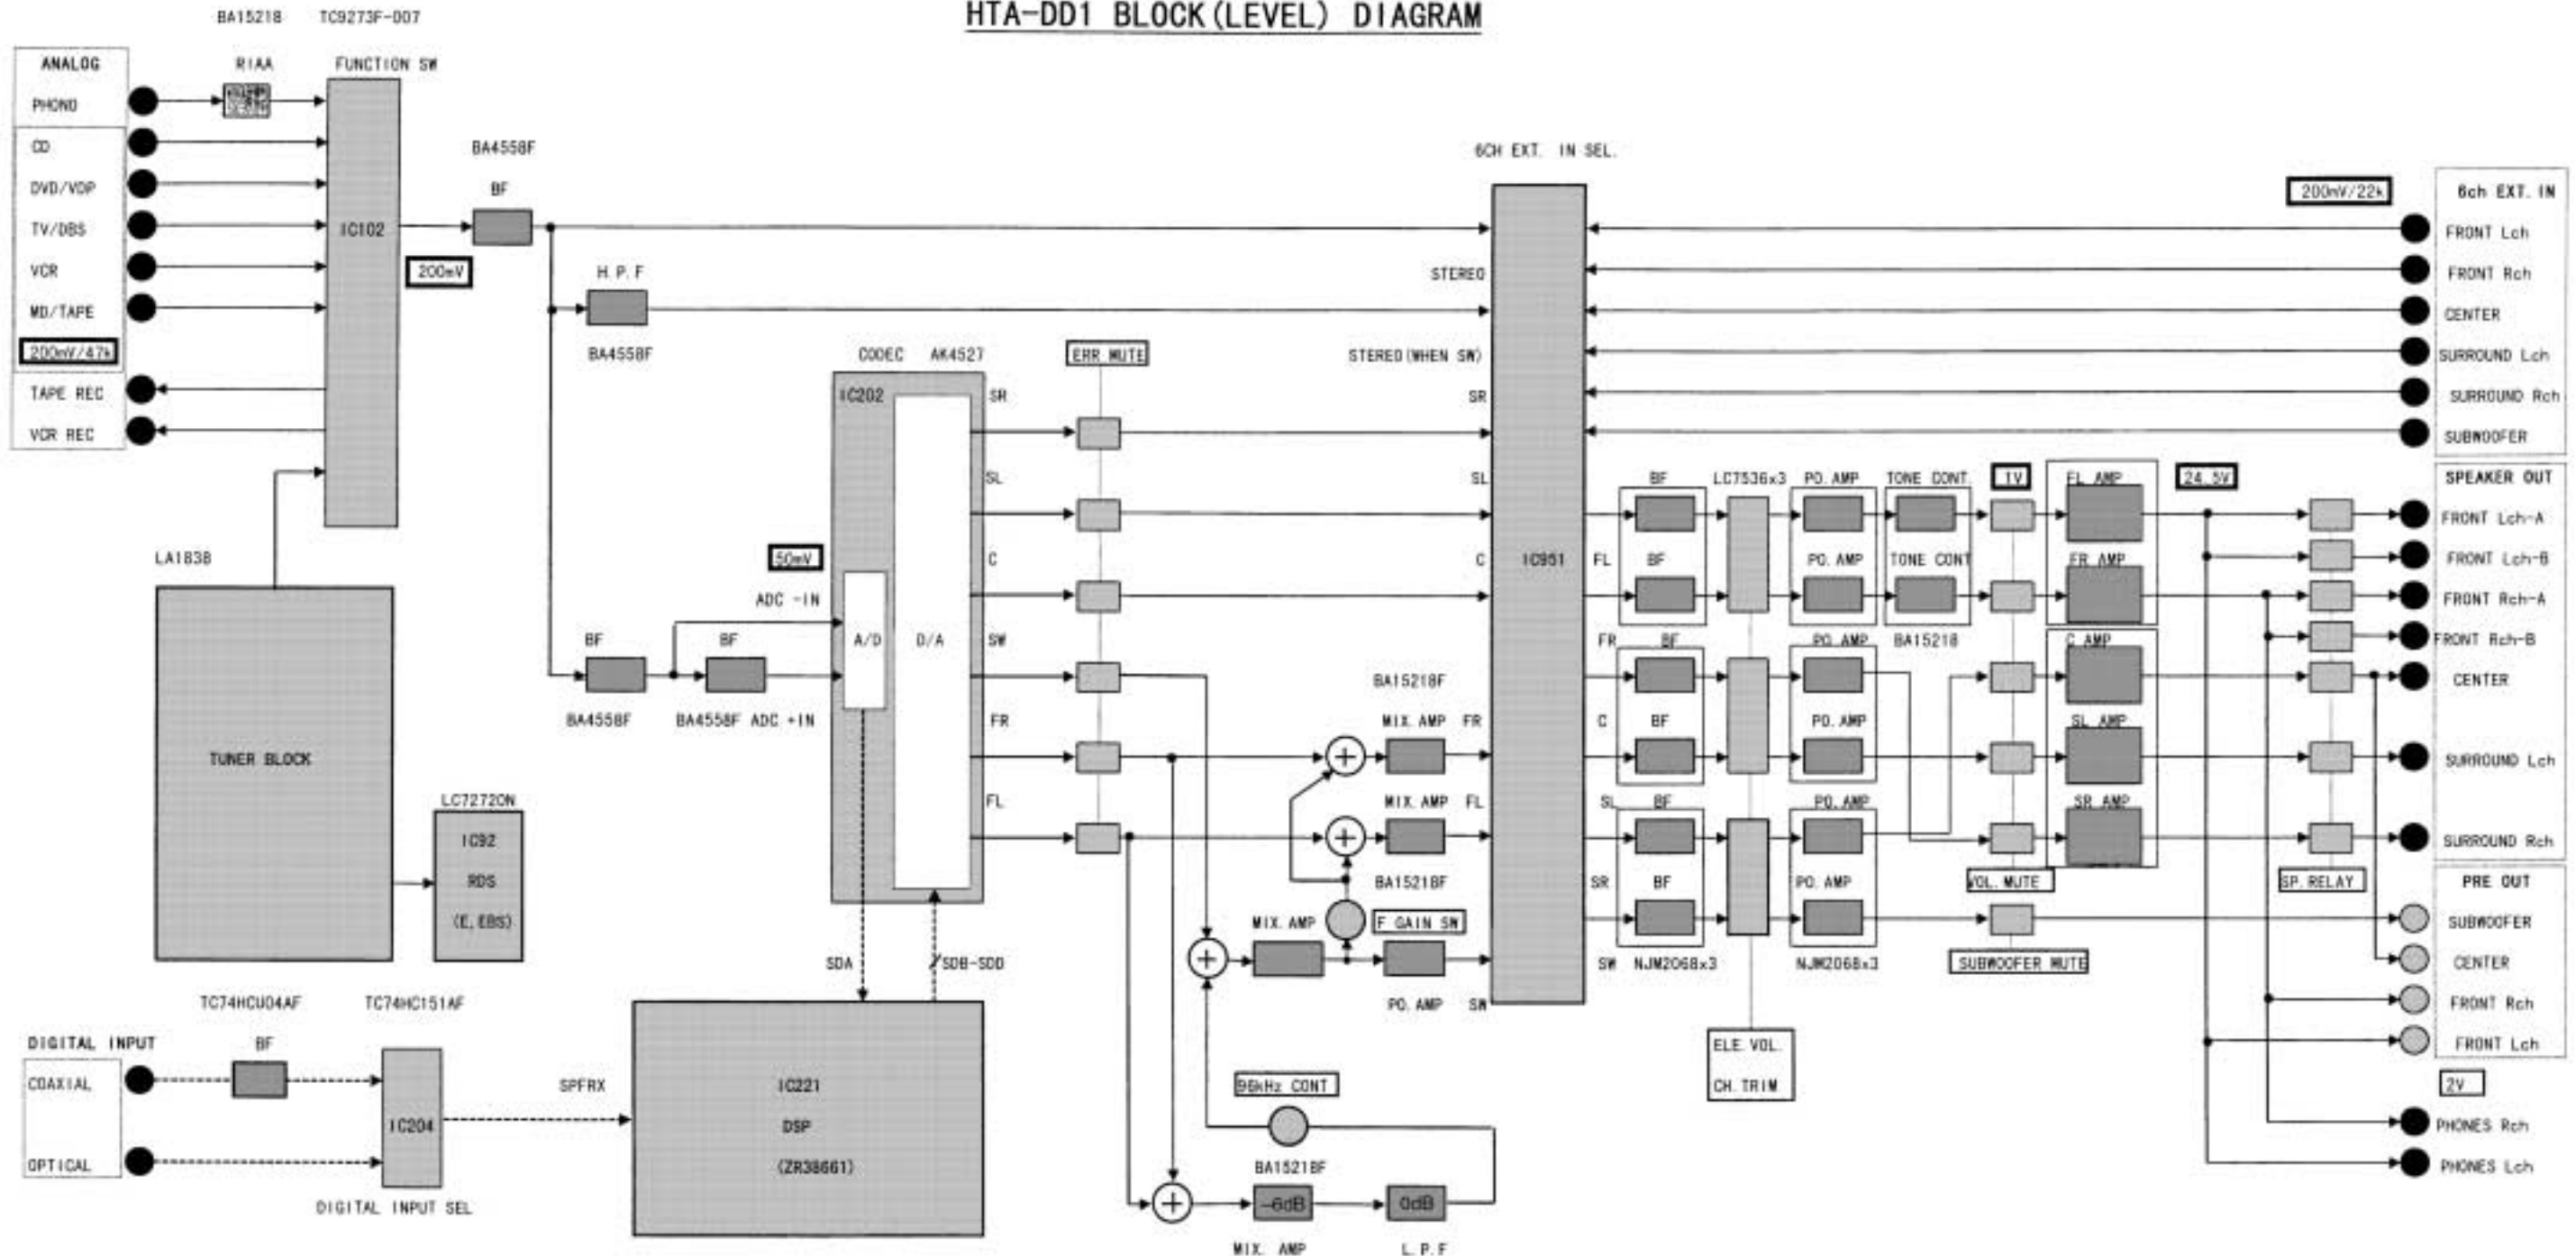 HTA-DD1 BLOCK(LEVEL) DIAGRAM
BA15218 TC9273F-007
ANALOG
RIAA
FUNCTION SW
PHONO
CD
DVD/VDP
TV/DBS
VCR
MD/TAPE
200mV/47k
TAPE REC
VCR REC
IC102
200mV
BA4558F
BF
H.P.F
BA4558F
LA1838
TUNER BLOCK
LC72720N
IC92
RDS
(E,EBS)
BF
BA4558F
BF
BA4558F
ADC -IN
ADC +IN
50mV
CODEC AK4527
IC202
A/D
D/A
SR
SL
C
SW
FR
FL
ERR MUTE
SDA
SDB-SDD
TC74HCU04AF
TC74HC151AF
DIGITAL INPUT
BF
COAXIAL
OPTICAL
IC204
DIGITAL INPUT SEL
SPFRX
IC221
DSP
(ZR38661)
6CH EXT. IN SEL.
STEREO
STEREO(WHEN SW)
SR
SL
C
BA15218F
MIX.AMP FR
MIX.AMP FL
BA15218F
MIX.AMP
F GAIN SW
PO.AMP SW
96kHz CONT
BA15218F
-6dB
0dB
MIX. AMP
L.P.F
IC951
FL
FR
C
SL
SR
SW
BF
BF
BF
BF
BF
BF
NJM2068x3
LC7536x3
PO.AMP
PO.AMP
PO.AMP
PO.AMP
PO.AMP
PO.AMP
NJM2068x3
TONE CONT.
TONE CONT
BA15218
ELE.VOL.
CH.TRIM
1V
VOL.MUTE
SUBWOOFER MUTE
FL AMP
FR AMP
C AMP
SL AMP
SR AMP
24.5V
SP.RELAY
200mV/22k
6ch EXT.IN
FRONT Lch
FRONT Rch
CENTER
SURROUND Lch
SURROUND Rch
SUBWOOFER
SPEAKER OUT
FRONT Lch-A
FRONT Lch-B
FRONT Rch-A
FRONT Rch-B
CENTER
SURROUND Lch
SURROUND Rch
PRE OUT
SUBWOOFER
CENTER
FRONT Rch
FRONT Lch
2V
PHONES Rch
PHONES Lch